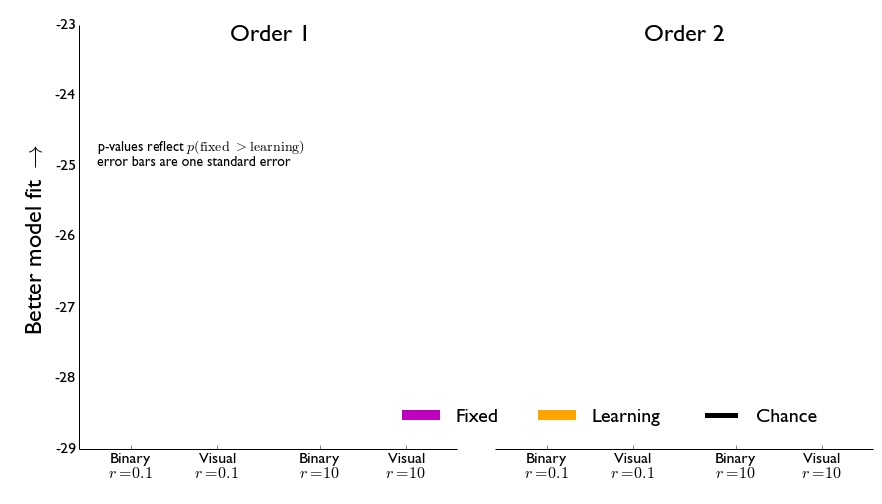 Order 1
Order 2
Better model fit →
-23
-24
-25
-26
-27
-28
-29
p-values reflect p(fixed > learning)
error bars are one standard error
Fixed
Learning
Chance
Binary
r=0.1
Visual
r=0.1
Binary
r=10
Visual
r=10
Binary
r=0.1
Visual
r=0.1
Binary
r=10
Visual
r=10